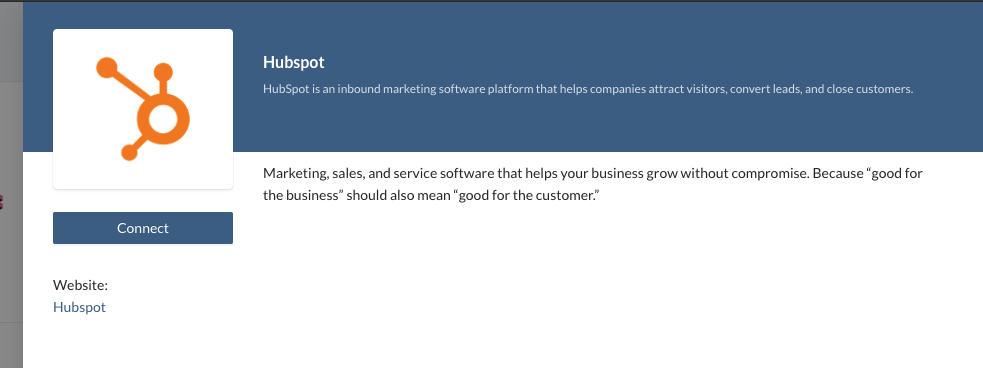 Hubspot
HubSpot is an inbound marketing software platform that helps companies attract visitors, convert leads, and close customers.
Marketing, sales, and service software that helps your business grow without compromise. Because “good for
the business” should also mean “good for the customer.”
Connect
Website:
Hubspot